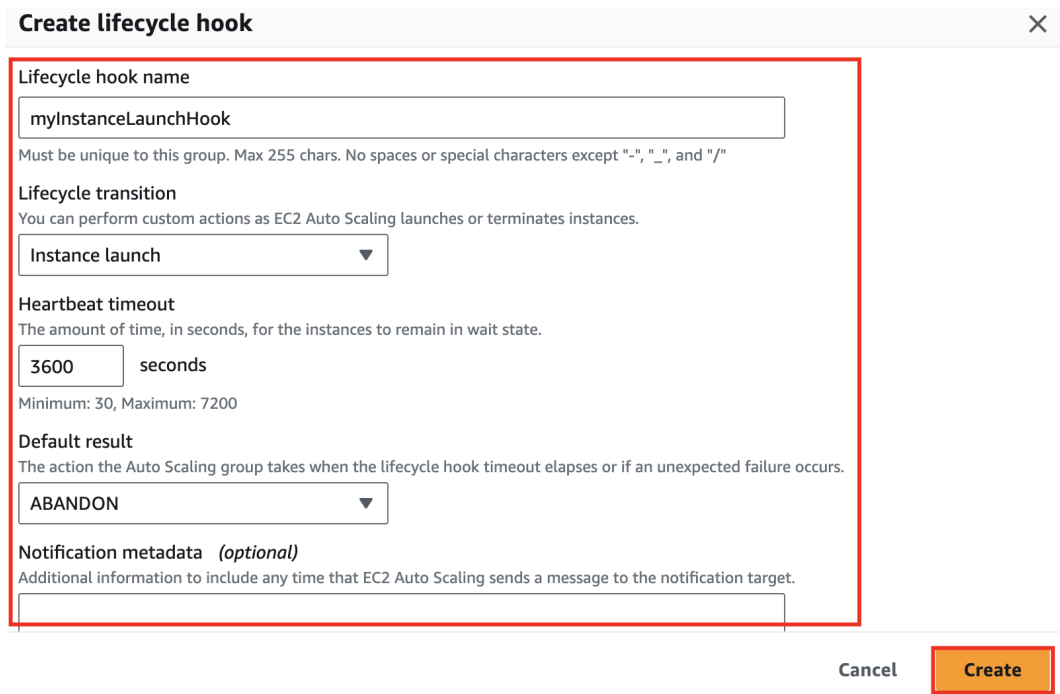 Create lifecycle hook
Lifecycle hook name
myInstanceLaunchHook
Must be unique to this group. Max 255 chars. No spaces or special characters except "-", "_", and "/"
Lifecycle transition
You can perform custom actions as EC2 Auto Scaling launches or terminates instances.
Instance launch
Heartbeat timeout
The amount of time, in seconds, for the instances to remain in wait state.
3600 seconds
Minimum: 30, Maximum: 7200
Default result
The action the Auto Scaling group takes when the lifecycle hook timeout elapses or if an unexpected failure occurs.
ABANDON
Notification metadata (optional)
Additional information to include any time that EC2 Auto Scaling sends a message to the notification target.
Cancel Create